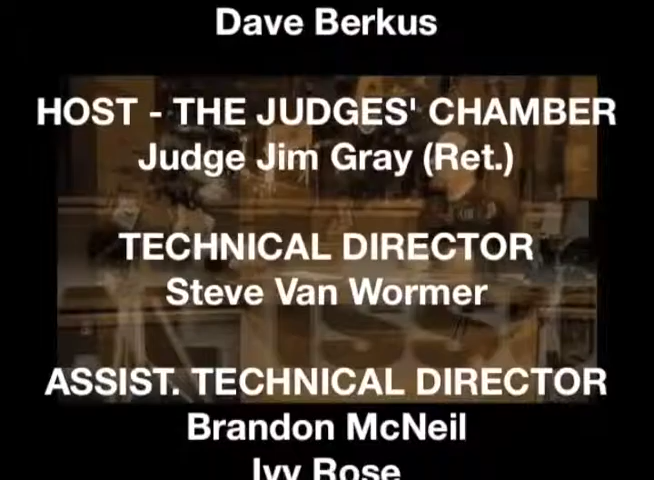 Dave Berkus
HOST - THE JUDGES' CHAMBER
Judge Jim Gray (Ret.)
TECHNICAL DIRECTOR
Steve Van Wormer
ASSIST. TECHNICAL DIRECTOR
Brandon McNeil
Ivy Rose